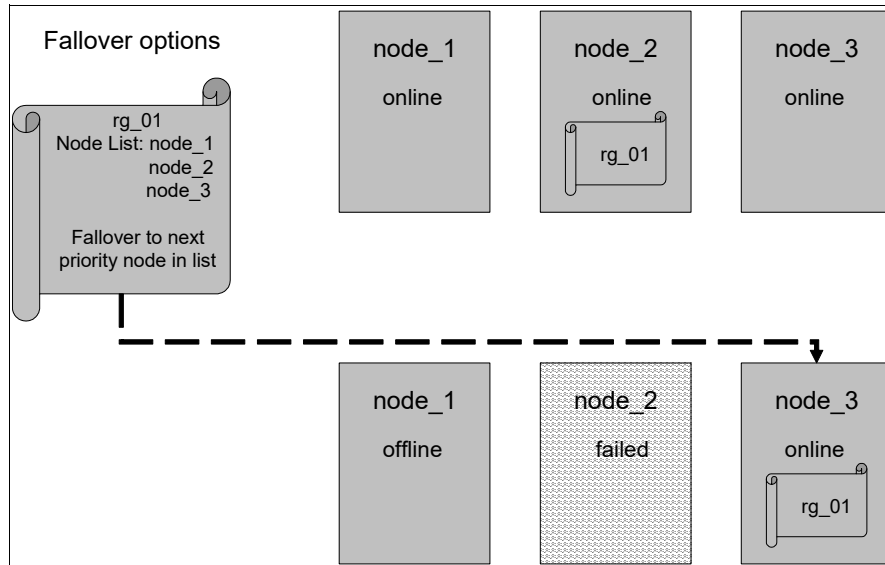 Fallover options
rg_01
Node List: node_1
node_2
node_3
Fallover to next
priority node in list
node_1
online
node_2
online
rg_01
node_3
online
node_1
offline
node_2
failed
node_3
online
rg_01